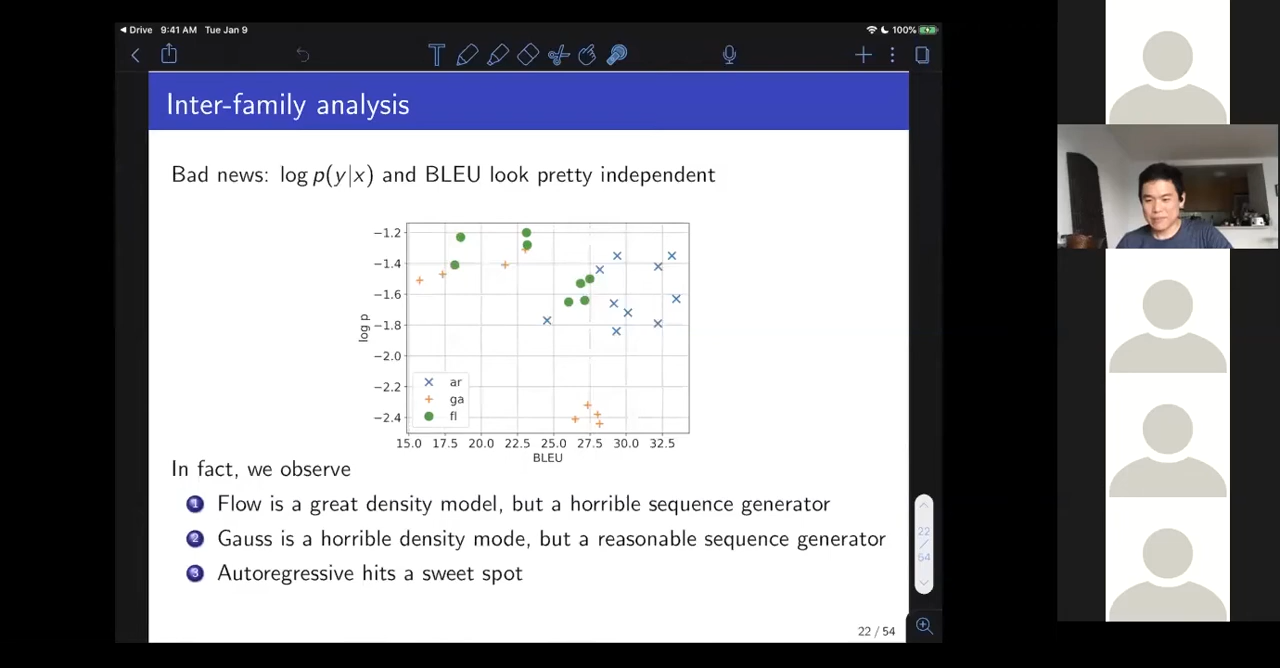 ◀ Drive 9:41 AM Tue Jan 9 100%
T
Inter-family analysis
Bad news: log p(y|x) and BLEU look pretty independent
−1.2
−1.4
−1.6
−1.8
−2.0
−2.2
−2.4
log p
ar
ga
fl
15.0 17.5 20.0 22.5 25.0 27.5 30.0 32.5
BLEU
In fact, we observe
1 Flow is a great density model, but a horrible sequence generator
2 Gauss is a horrible density mode, but a reasonable sequence generator
3 Autoregressive hits a sweet spot
22
/
54
22 / 54